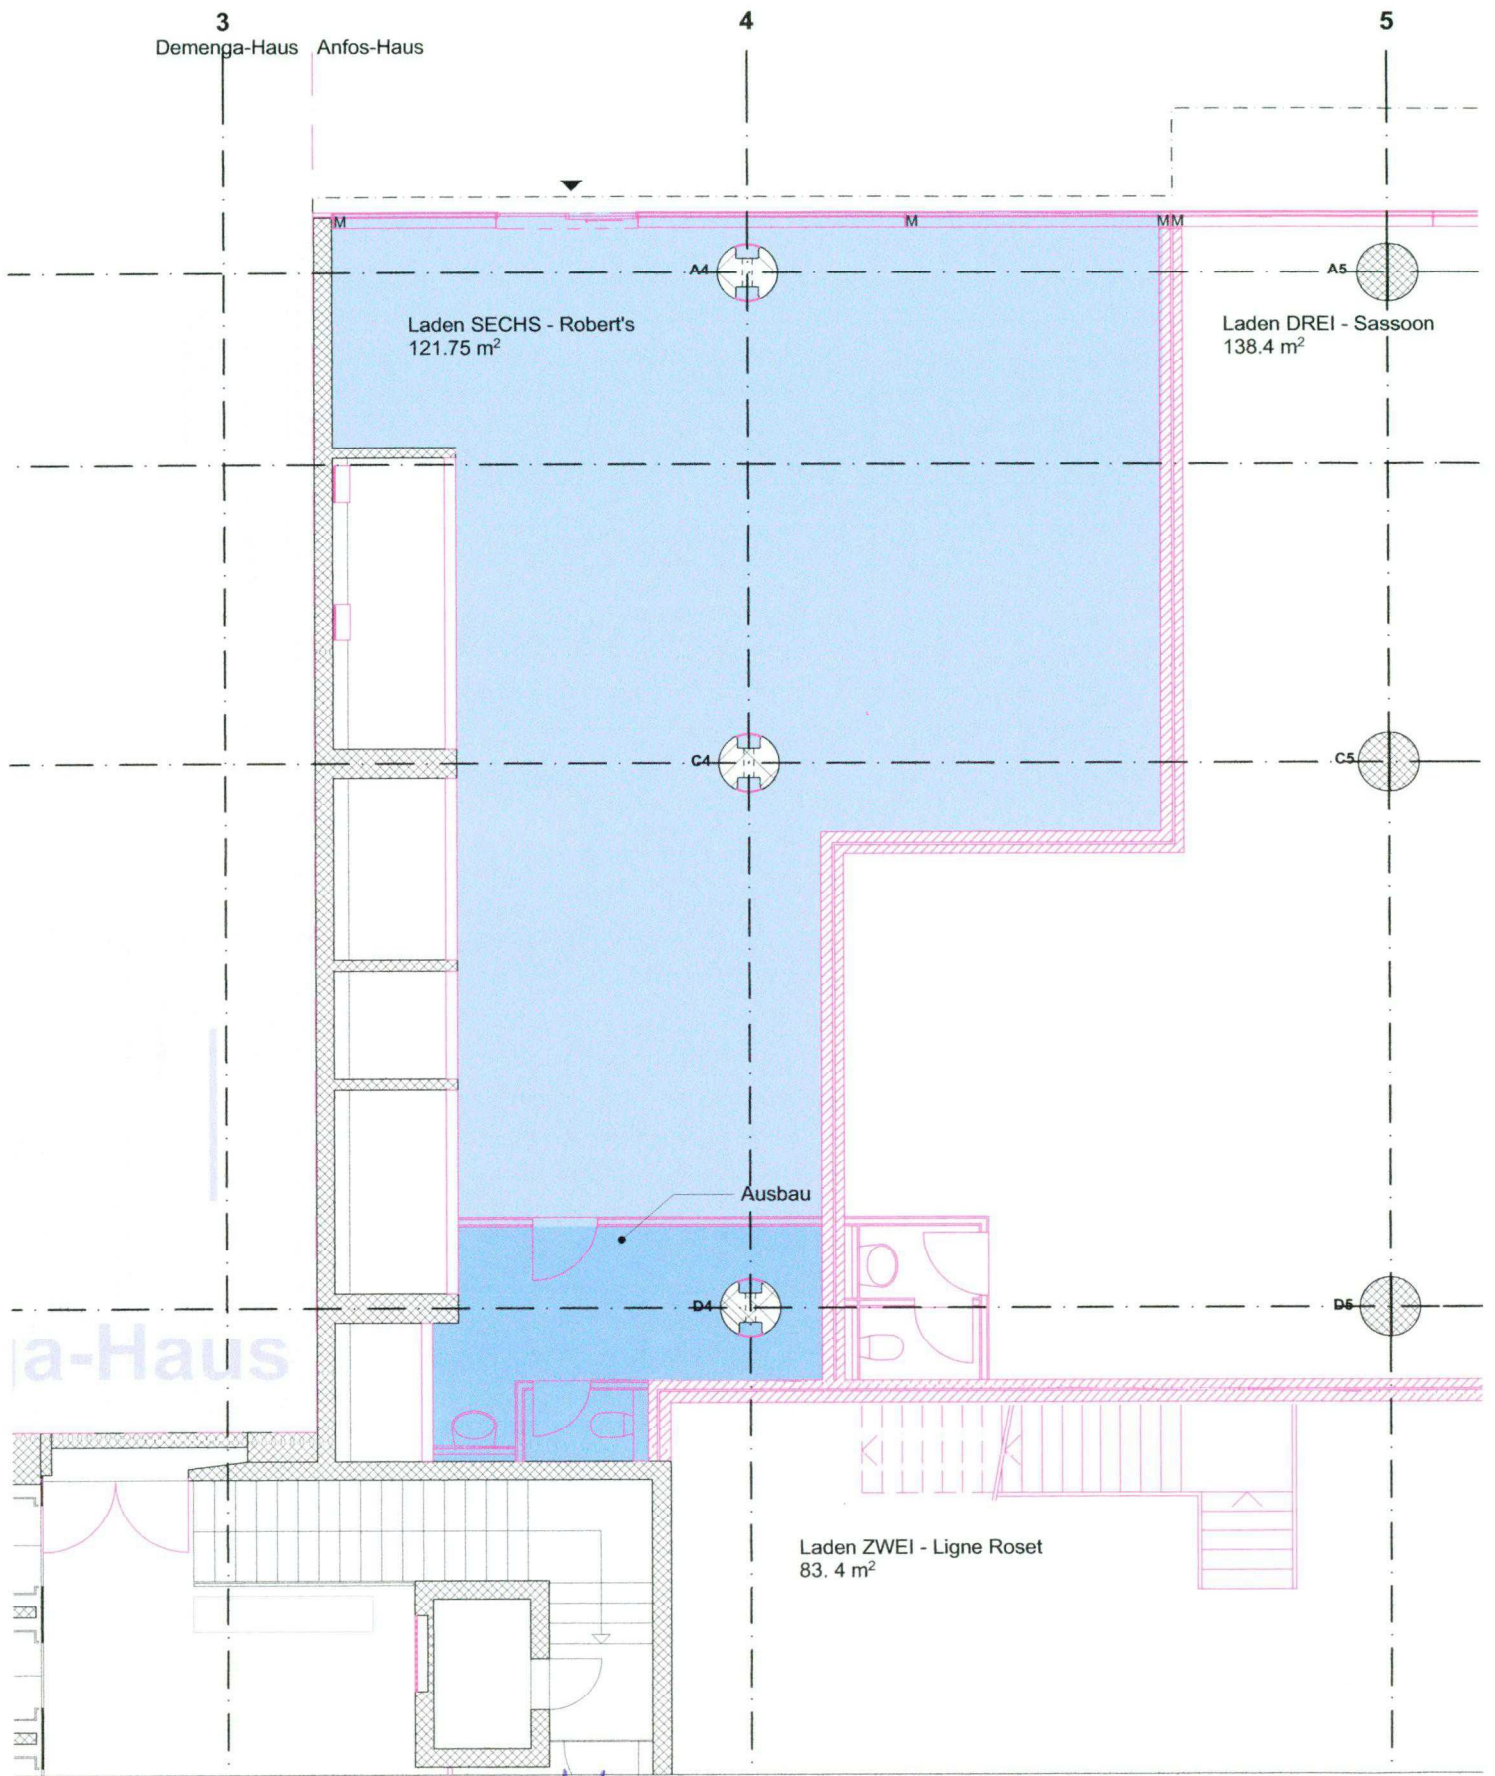 3
4
5
Demenga-Haus Anfos-Haus
M
M
MM
A4
A5
Laden SECHS - Robert's
121.75 m²
Laden DREI - Sassoon
138.4 m²
C4
C5
Ausbau
D4
D5
a-Haus
Laden ZWEI - Ligne Roset
83. 4 m²